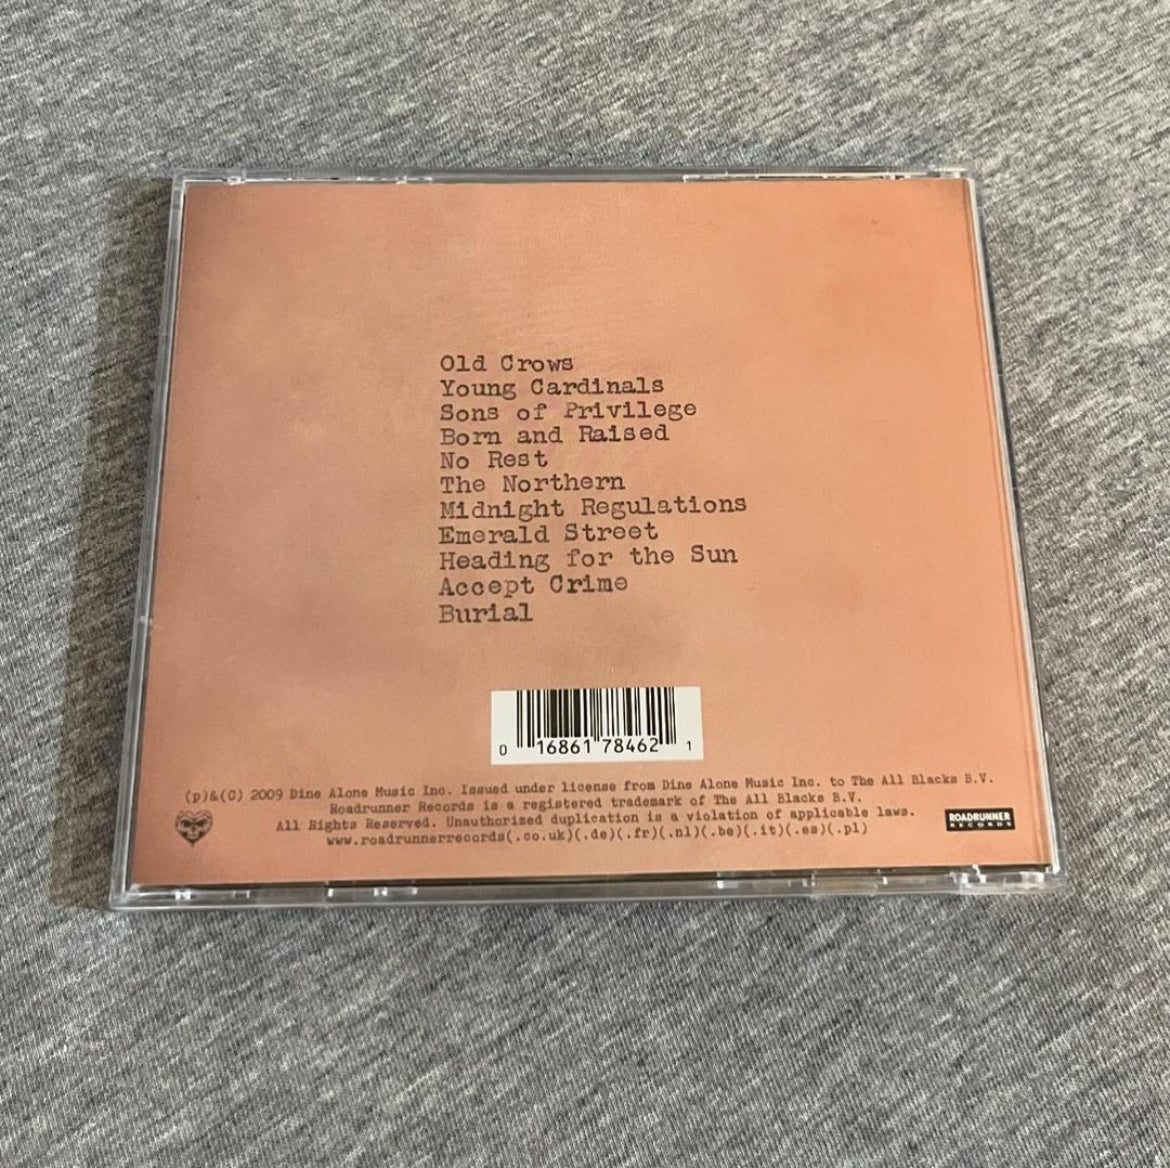 Old Crows
Young Cardinals
Sons of Privilege
Born and Raised
No Rest
The Northern
Midnight Regulations
Emerald Street
Heading for the Sun
Accept Crime
Burial
0 16861 78462 1
(p)&(C) 2009 Dine Alone Music Inc. Issued under license from Dine Alone Music Inc. to The All Blacks B.V.
Roadrunner Records is a registered trademark of The All Blacks B.V.
All Rights Reserved. Unauthorized duplication is a violation of applicable laws.
www.roadrunnerrecords(.co.uk)(.de)(.fr)(.nl)(.be)(.it)(.es)(.pl)
ROADRUNNER
RECORDS